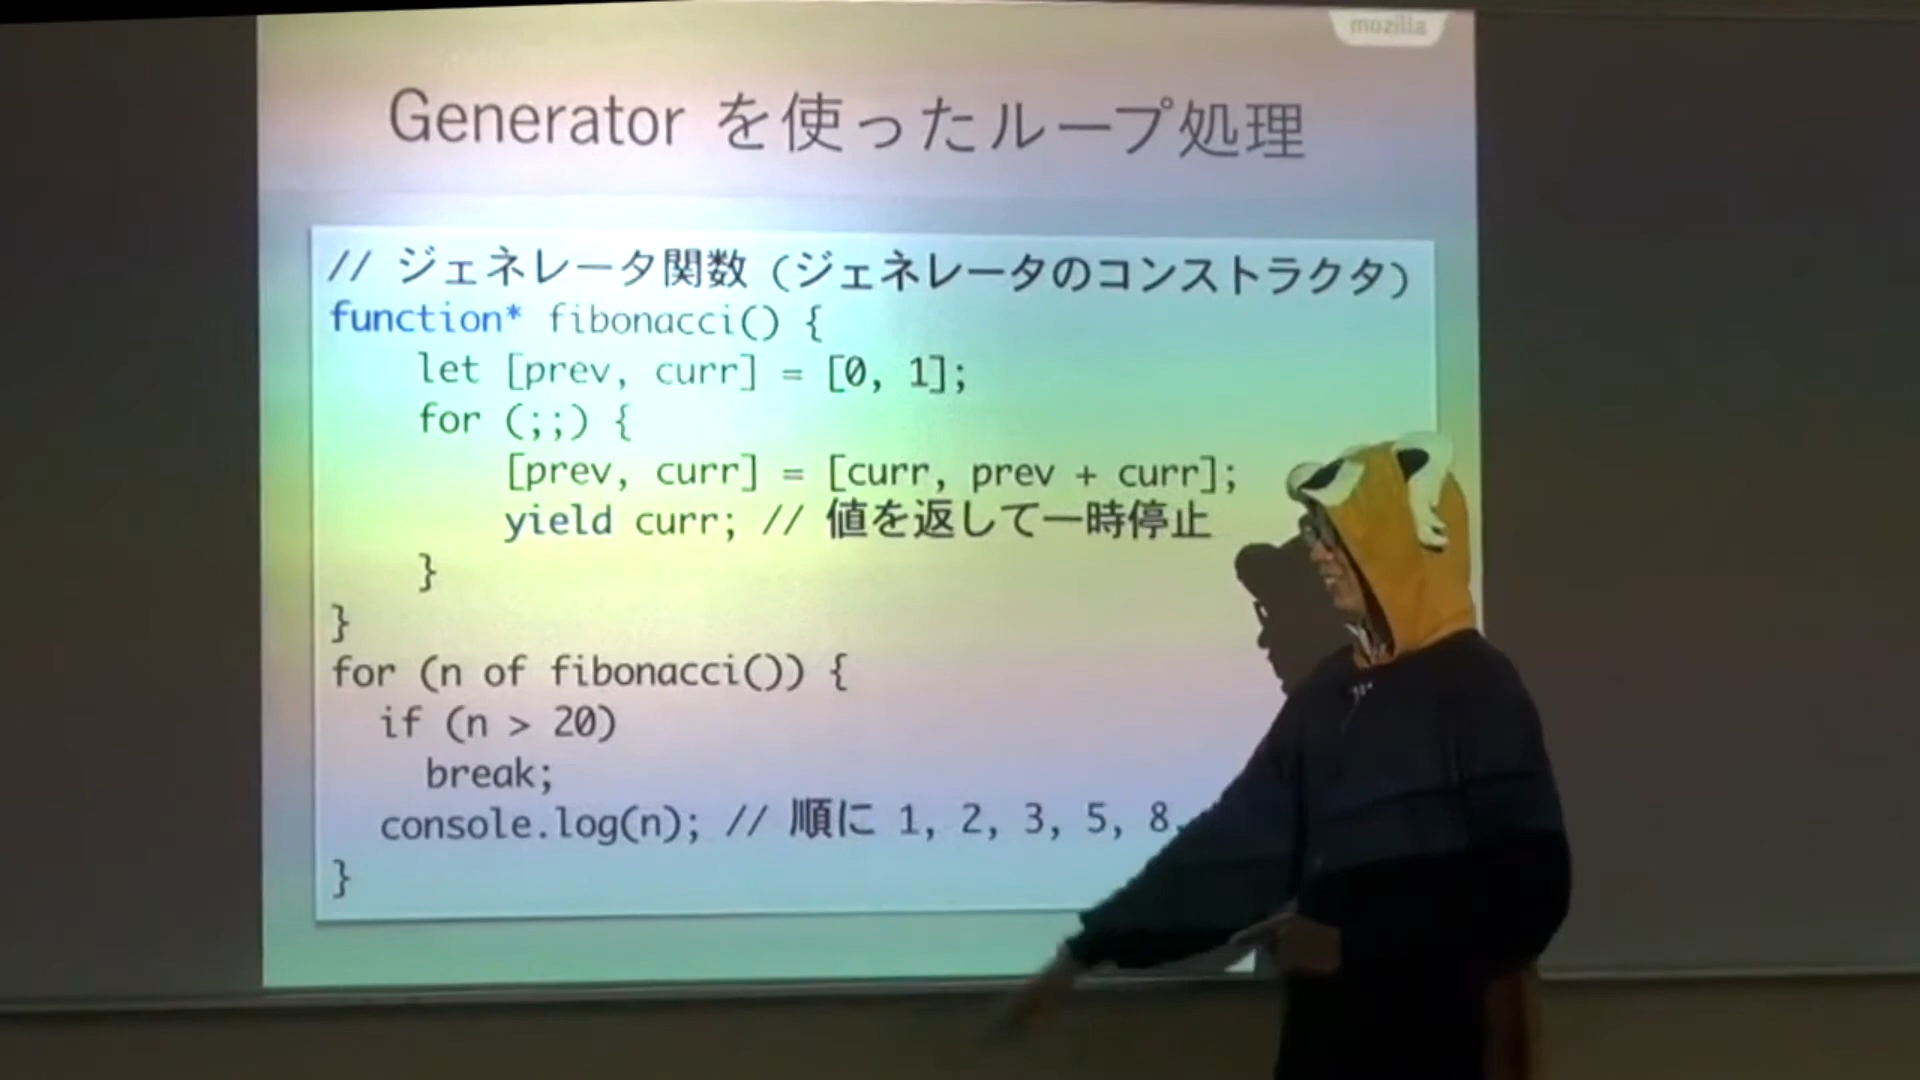 mozilla
Generator を使ったループ処理
// ジェネレータ関数 (ジェネレータのコンストラクタ)
function* fibonacci() {
let [prev, curr] = [0, 1];
for (;;) {
[prev, curr] = [curr, prev + curr];
yield curr; // 値を返して一時停止
}
}
for (n of fibonacci()) {
if (n > 20)
break;
console.log(n); // 順に 1, 2, 3, 5, 8,
}